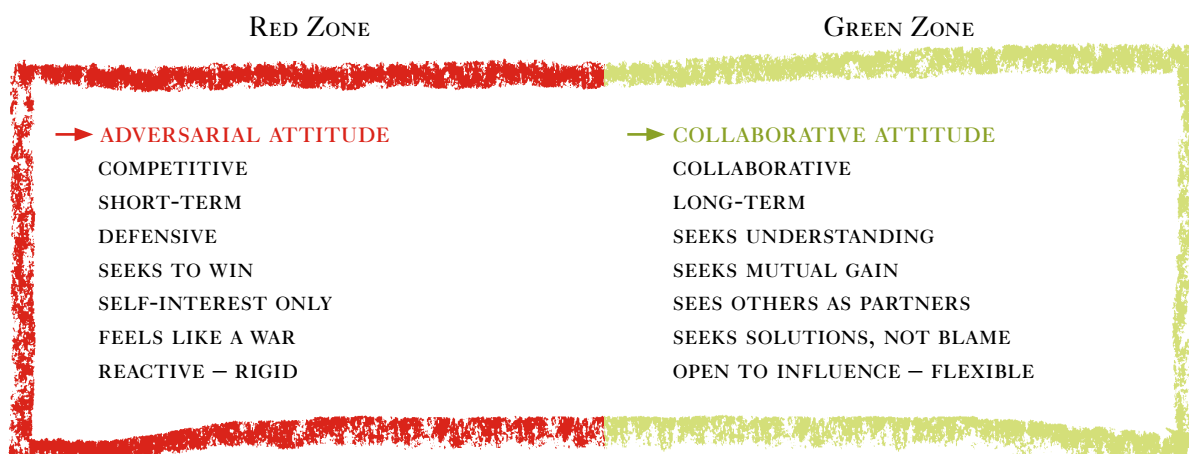 Red Zone
Green Zone
ADVERSARIAL ATTITUDE
COMPETITIVE
SHORT-TERM
DEFENSIVE
SEEKS TO WIN
SELF-INTEREST ONLY
FEELS LIKE A WAR
REACTIVE – RIGID
COLLABORATIVE ATTITUDE
COLLABORATIVE
LONG-TERM
SEEKS UNDERSTANDING
SEEKS MUTUAL GAIN
SEES OTHERS AS PARTNERS
SEEKS SOLUTIONS, NOT BLAME
OPEN TO INFLUENCE – FLEXIBLE